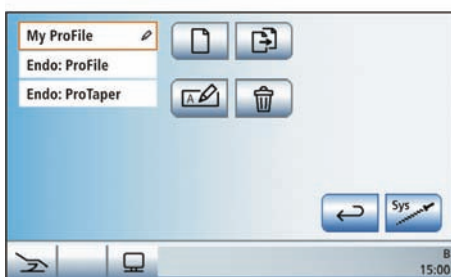 My ProFile
Endo: ProFile
Endo: ProTaper
A
Sys
B
15:00